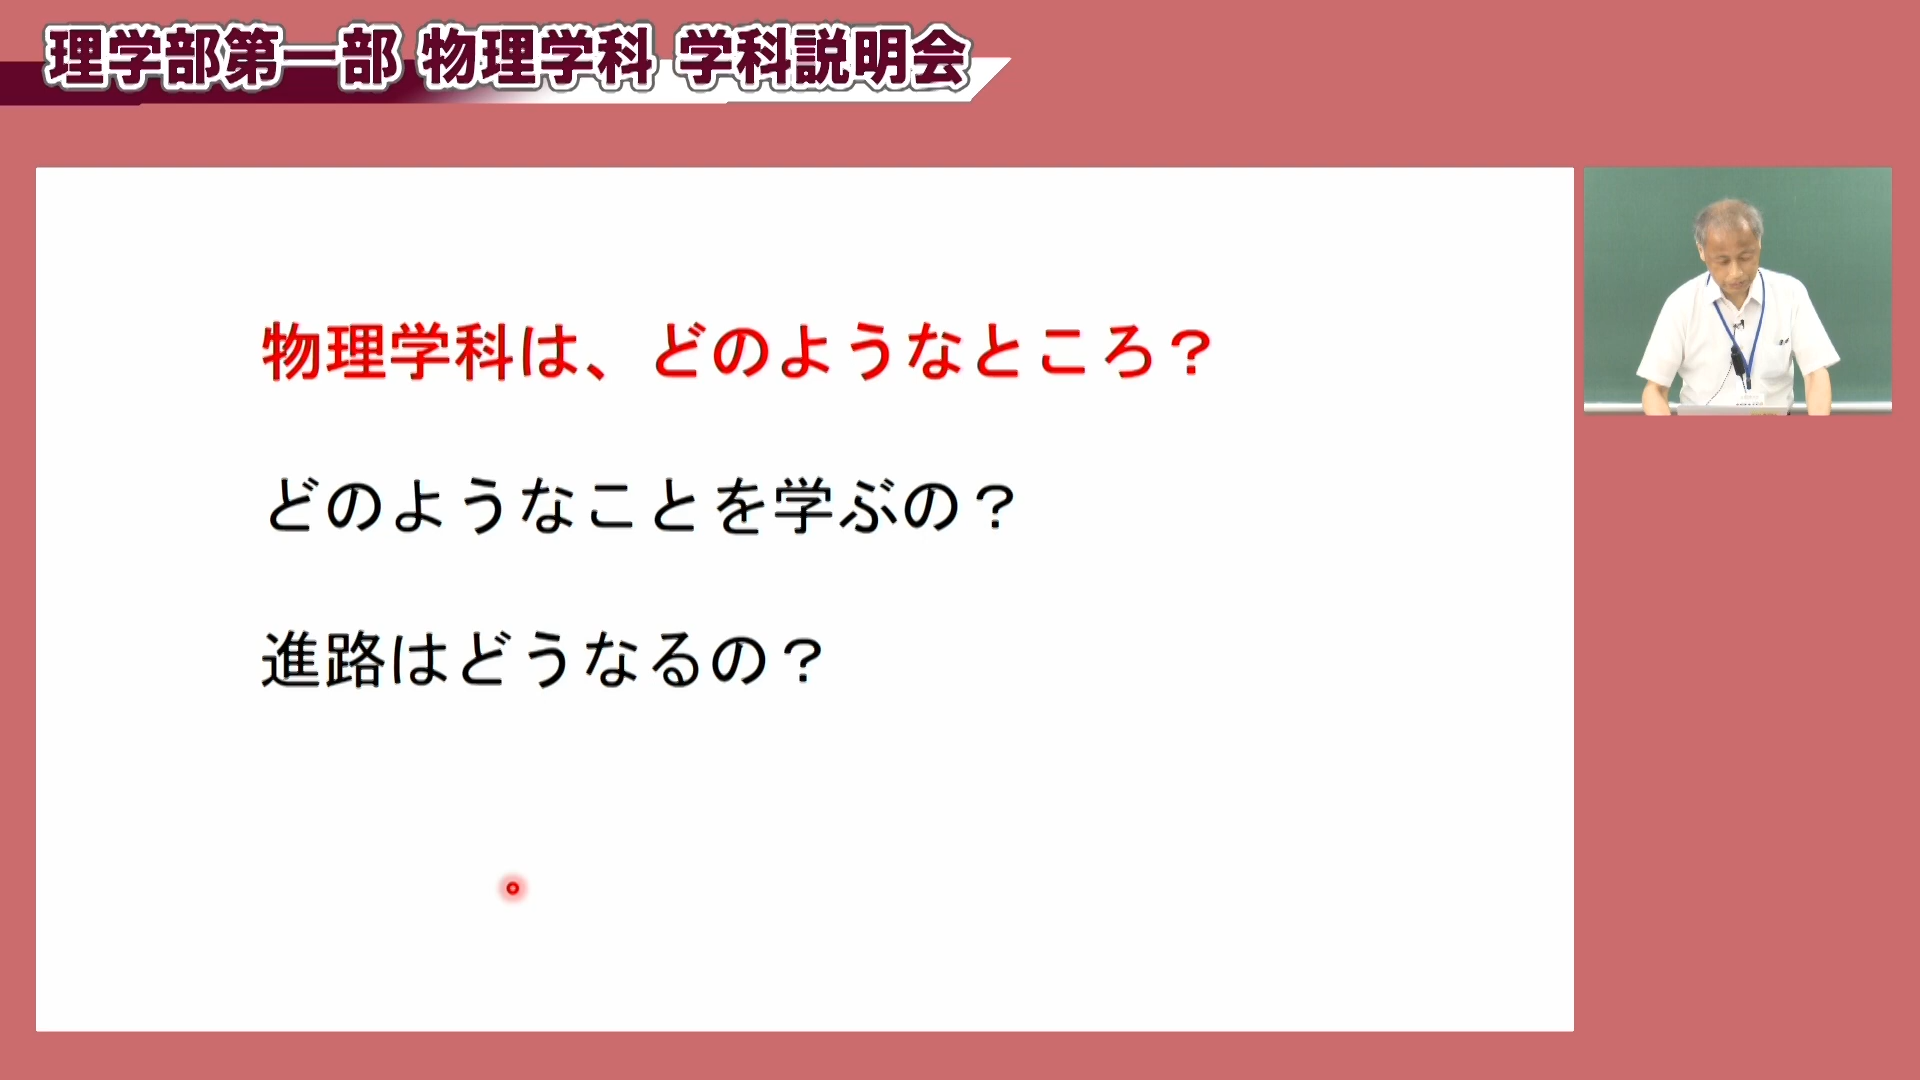 理学部第一部 物理学科 学科説明会
物理学科は、どのようなところ？
どのようなことを学ぶの？
進路はどうなるの？